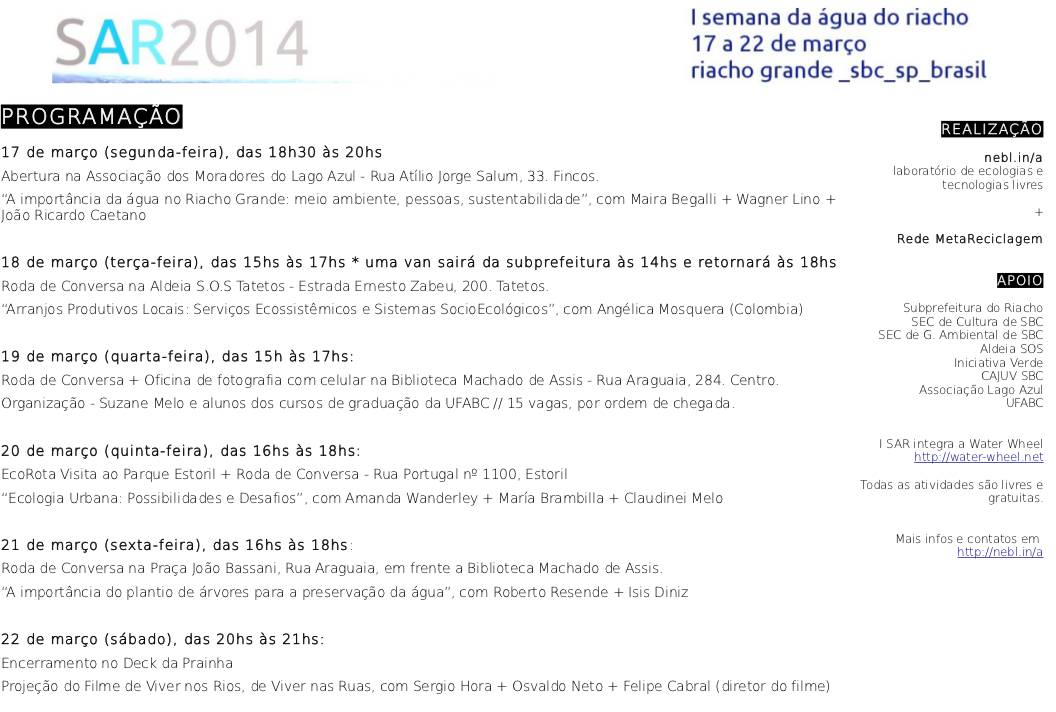 SAR2014
I semana da água do riacho
17 a 22 de março
riacho grande _sbc_sp_brasil
PROGRAMAÇÃO
17 de março (segunda-feira), das 18h30 às 20hs
Abertura na Associação dos Moradores do Lago Azul - Rua Atílio Jorge Salum, 33. Fincos.
“A importância da água no Riacho Grande: meio ambiente, pessoas, sustentabilidade”, com Maira Begalli + Wagner Lino +
João Ricardo Caetano
18 de março (terça-feira), das 15hs às 17hs * uma van sairá da subprefeitura às 14hs e retornará às 18hs
Roda de Conversa na Aldeia S.O.S Tatetos - Estrada Ernesto Zabeu, 200. Tatetos.
“Arranjos Produtivos Locais: Serviços Ecossistêmicos e Sistemas SocioEcológicos”, com Angélica Mosquera (Colombia)
19 de março (quarta-feira), das 15h às 17hs:
Roda de Conversa + Oficina de fotografia com celular na Biblioteca Machado de Assis - Rua Araguaia, 284. Centro.
Organização - Suzane Melo e alunos dos cursos de graduação da UFABC // 15 vagas, por ordem de chegada.
20 de março (quinta-feira), das 16hs às 18hs:
EcoRota Visita ao Parque Estoril + Roda de Conversa - Rua Portugal nº 1100, Estoril
“Ecologia Urbana: Possibilidades e Desafios”, com Amanda Wanderley + María Brambilla + Claudinei Melo
21 de março (sexta-feira), das 16hs às 18hs:
Roda de Conversa na Praça João Bassani, Rua Araguaia, em frente a Biblioteca Machado de Assis.
“A importância do plantio de árvores para a preservação da água”, com Roberto Resende + Isis Diniz
22 de março (sábado), das 20hs às 21hs:
Encerramento no Deck da Prainha
Projeção do Filme de Viver nos Rios, de Viver nas Ruas, com Sergio Hora + Osvaldo Neto + Felipe Cabral (diretor do filme)
REALIZAÇÃO
nebl.in/a
laboratório de ecologias e
tecnologias livres
+
Rede MetaReciclagem
APOIO
Subprefeitura do Riacho
SEC de Cultura de SBC
SEC de G. Ambiental de SBC
Aldeia SOS
Iniciativa Verde
CAJUV SBC
Associação Lago Azul
UFABC
I SAR integra a Water Wheel
http://water-wheel.net
Todas as atividades são livres e
gratuitas.
Mais infos e contatos em
http://nebl.in/a